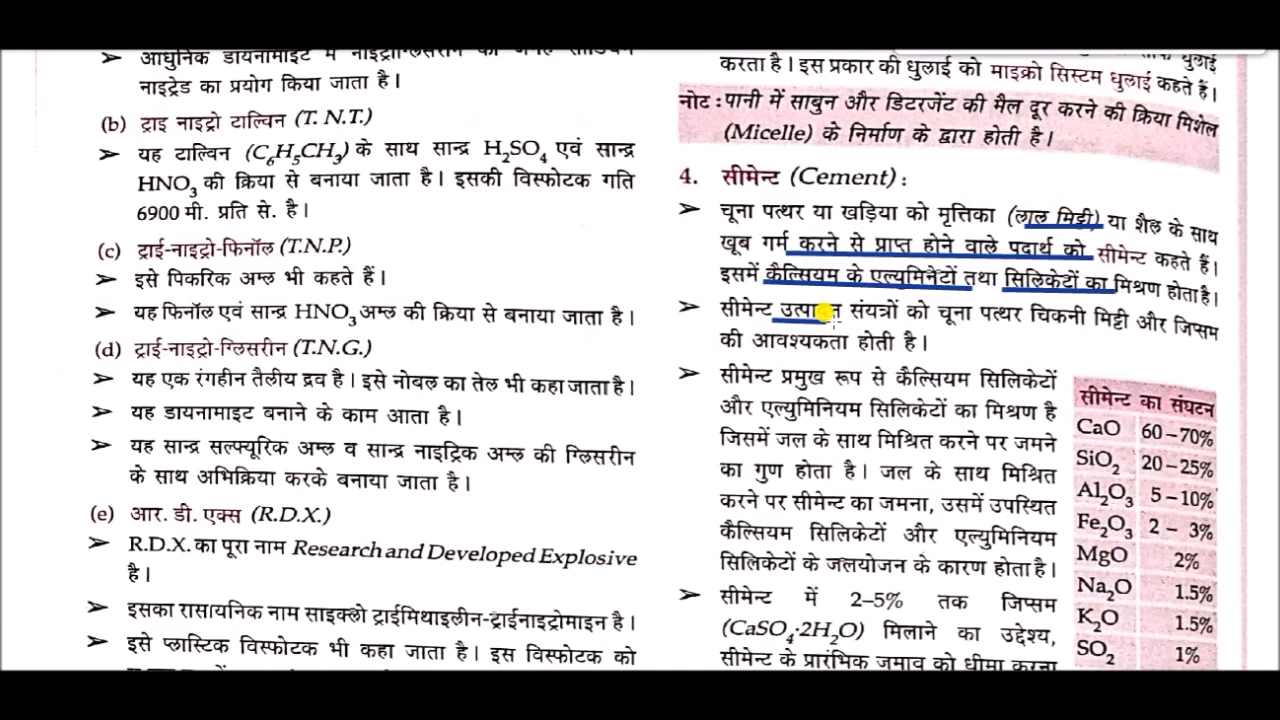 आधुनिक डायनामाइट में नाइट्रोग्लिसरीन की जगह सोडियम
नाइट्रेड का प्रयोग किया जाता है।
(b) ट्राइ नाइट्रो टाल्विन (T. N.T.)
➢ यह टाल्विन (C₆H₅CH₃) के साथ सान्द्र H₂SO₄ एवं सान्द्र
HNO₃ की क्रिया से बनाया जाता है। इसकी विस्फोटक गति
6900 मी. प्रति से. है।
(c) ट्राई-नाइट्रो-फिनॉल (T.N.P.)
➢ इसे पिकरिक अम्ल भी कहते हैं।
➢ यह फिनॉल एवं सान्द्र HNO₃ अम्ल की क्रिया से बनाया जाता है।
(d) ट्राई-नाइट्रो-ग्लिसरीन (T.N.G.)
➢ यह एक रंगहीन तैलीय द्रव है। इसे नोबल का तेल भी कहा जाता है।
➢ यह डायनामाइट बनाने के काम आता है।
➢ यह सान्द्र सल्फ्यूरिक अम्ल व सान्द्र नाइट्रिक अम्ल की ग्लिसरीन
के साथ अभिक्रिया करके बनाया जाता है।
(e) आर. डी. एक्स (R.D.X.)
➢ R.D.X. का पूरा नाम Research and Developed Explosive
है।
➢ इसका रासायनिक नाम साइक्लो ट्राईमिथाइलीन-ट्राईनाइट्रोमाइन है।
➢ इसे प्लास्टिक विस्फोटक भी कहा जाता है। इस विस्फोटक को
धुलाई
करता है। इस प्रकार की धुलाई को माइक्रो सिस्टम धुलाई कहते हैं।
नोट : पानी में साबुन और डिटरजेंट की मैल दूर करने की क्रिया मिशेल
(Micelle) के निर्माण के द्वारा होती है।
4. सीमेन्ट (Cement) :
➢ चूना पत्थर या खड़िया को मृत्तिका (लाल मिट्टी) या शैल के साथ
खूब गर्म करने से प्राप्त होने वाले पदार्थ को सीमेन्ट कहते हैं।
इसमें कैल्सियम के एल्युमिनेटों तथा सिलिकेटों का मिश्रण होता है।
➢ सीमेन्ट उत्पादन संयत्रों को चूना पत्थर चिकनी मिट्टी और जिप्सम
की आवश्यकता होती है।
➢ सीमेन्ट प्रमुख रूप से कैल्सियम सिलिकेटों
और एल्युमिनियम सिलिकेटों का मिश्रण है
जिसमें जल के साथ मिश्रित करने पर जमने
का गुण होता है। जल के साथ मिश्रित
करने पर सीमेन्ट का जमना, उसमें उपस्थित
कैल्सियम सिलिकेटों और एल्युमिनियम
सिलिकेटों के जलयोजन के कारण होता है।
➢ सीमेन्ट में 2–5% तक जिप्सम
(CaSO₄·2H₂O) मिलाने का उद्देश्य,
सीमेन्ट के प्रारंभिक जमाव को धीमा करना
सीमेन्ट का संघटन
CaO 60–70%
SiO₂ 20–25%
Al₂O₃ 5–10%
Fe₂O₃ 2 – 3%
MgO 2%
Na₂O 1.5%
K₂O 1.5%
SO₂ 1%